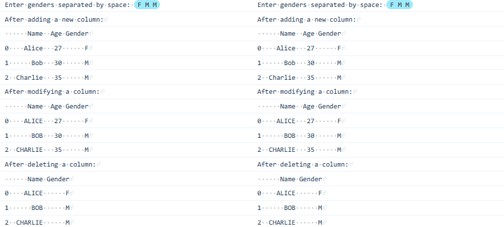 Enter genders separated by space: F M M
After adding a new column:
      Name  Age Gender
0    Alice   27      F
1      Bob   30      M
2  Charlie   35      M
After modifying a column:
      Name  Age Gender
0    ALICE   27      F
1      BOB   30      M
2  CHARLIE   35      M
After deleting a column:
      Name Gender
0    ALICE      F
1      BOB      M
2  CHARLIE      M
Enter genders separated by space: F M M
After adding a new column:
      Name  Age Gender
0    Alice   27      F
1      Bob   30      M
2  Charlie   35      M
After modifying a column:
      Name  Age Gender
0    ALICE   27      F
1      BOB   30      M
2  CHARLIE   35      M
After deleting a column:
      Name Gender
0    ALICE      F
1      BOB      M
2  CHARLIE      M